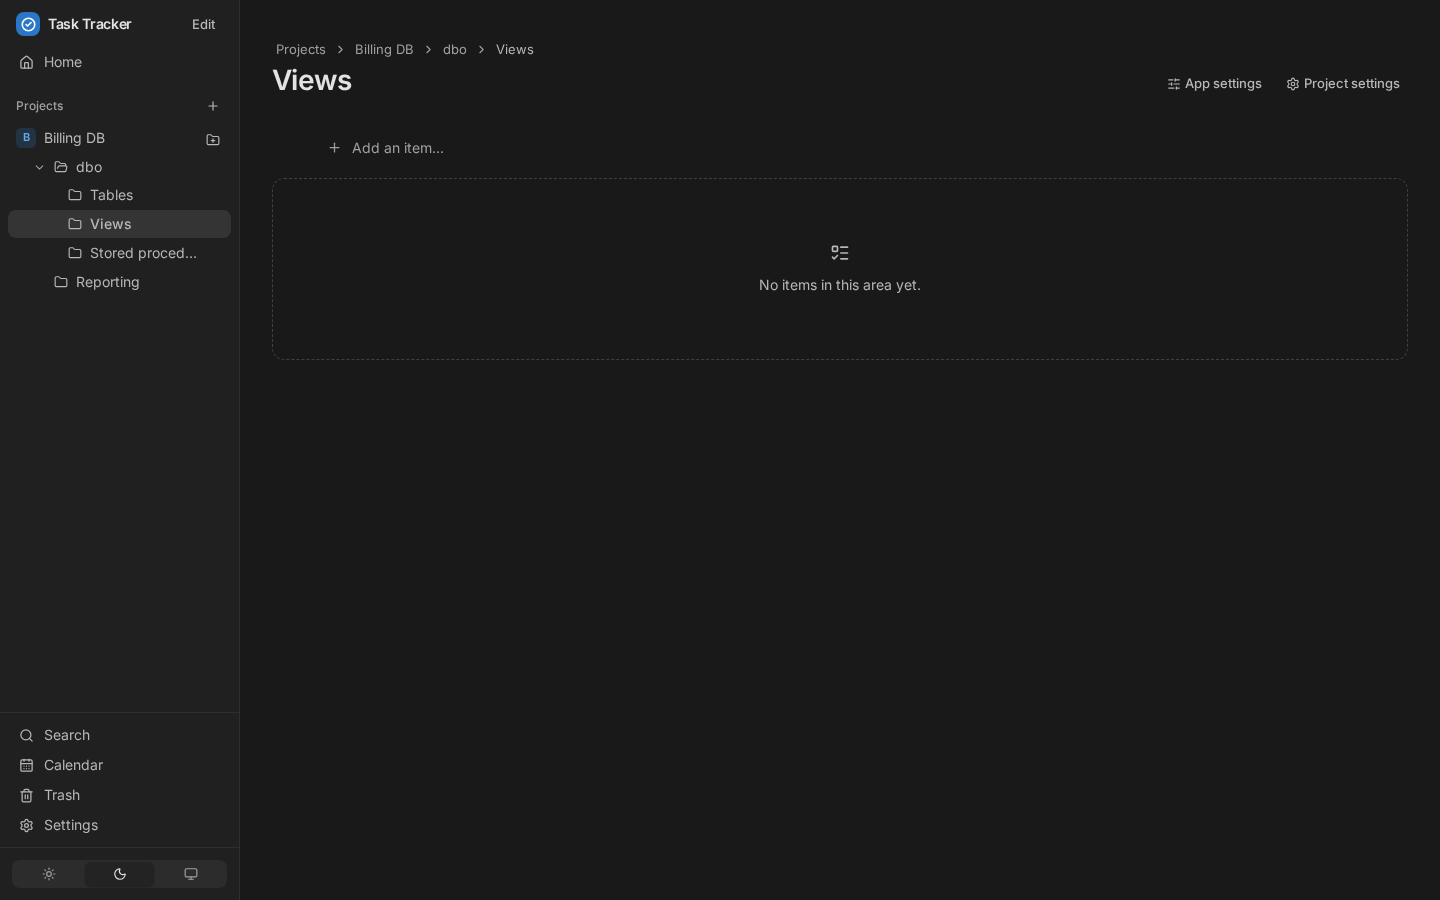 Task Tracker
Edit
Home
Projects
B Billing DB
dbo
Tables
Views
Stored proced...
Reporting
Search
Calendar
Trash
Settings
Projects > Billing DB > dbo > Views
Views
App settings
Project settings
Add an item...
No items in this area yet.